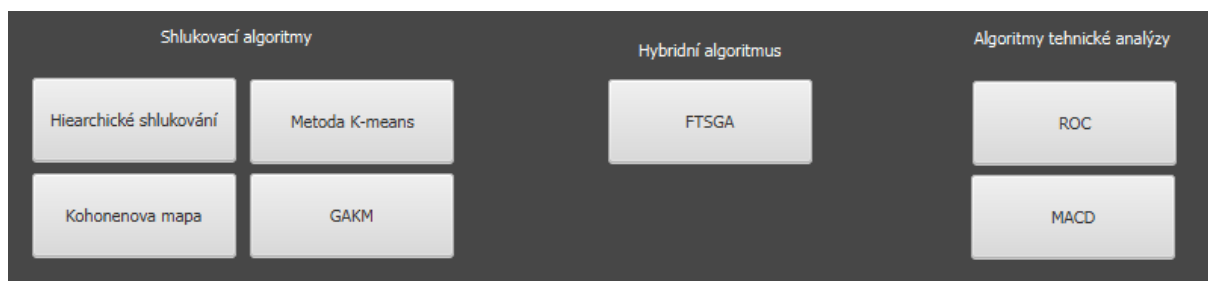 Shlukovací algoritmy
Hiearchické shlukování
Metoda K-means
Kohonenova mapa
GAKM
Hybridní algoritmus
FTSGA
Algoritmy tehnické analýzy
ROC
MACD